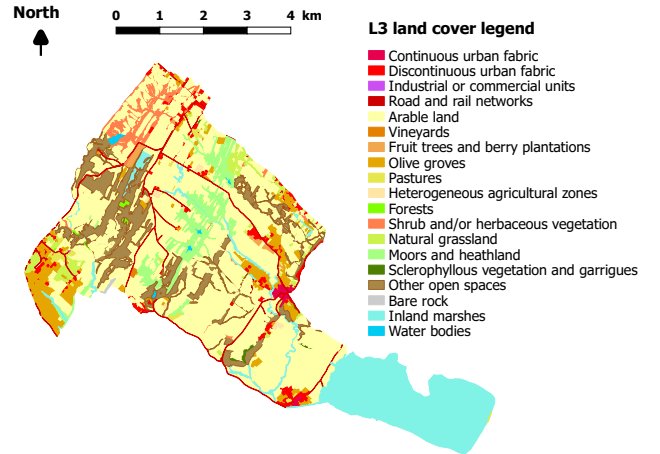 North
0 1 2 3 4 km
L3 land cover legend
Continuous urban fabric
Discontinuous urban fabric
Industrial or commercial units
Road and rail networks
Arable land
Vineyards
Fruit trees and berry plantations
Olive groves
Pastures
Heterogeneous agricultural zones
Forests
Shrub and/or herbaceous vegetation
Natural grassland
Moors and heathland
Sclerophyllous vegetation and garrigues
Other open spaces
Bare rock
Inland marshes
Water bodies